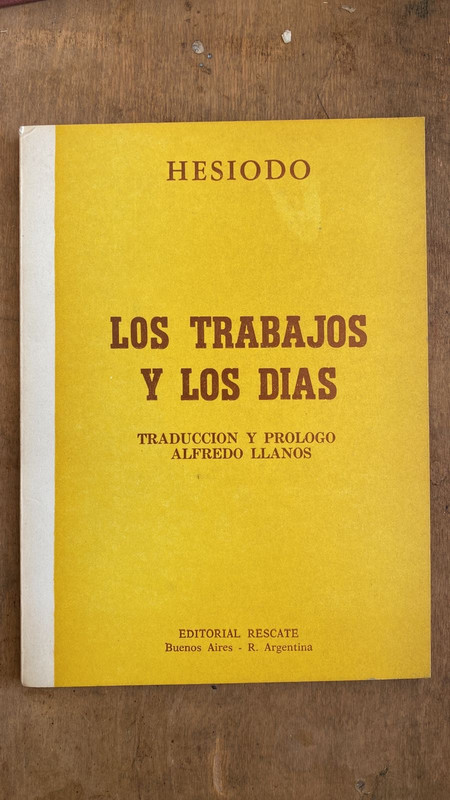 HESIODO
LOS TRABAJOS
Y LOS DIAS
TRADUCCION Y PROLOGO
ALFREDO LLANOS
EDITORIAL RESCATE
Buenos Aires - R. Argentina